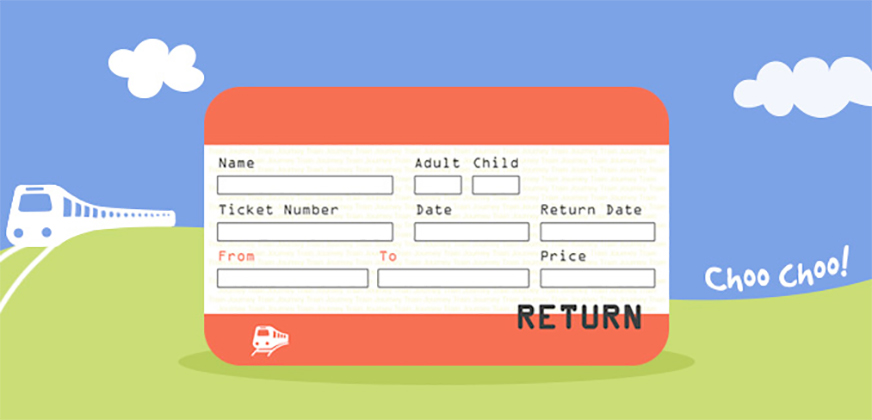 Name Adult Child
Ticket Number Date Return Date
From To Price
RETURN
Choo Choo!